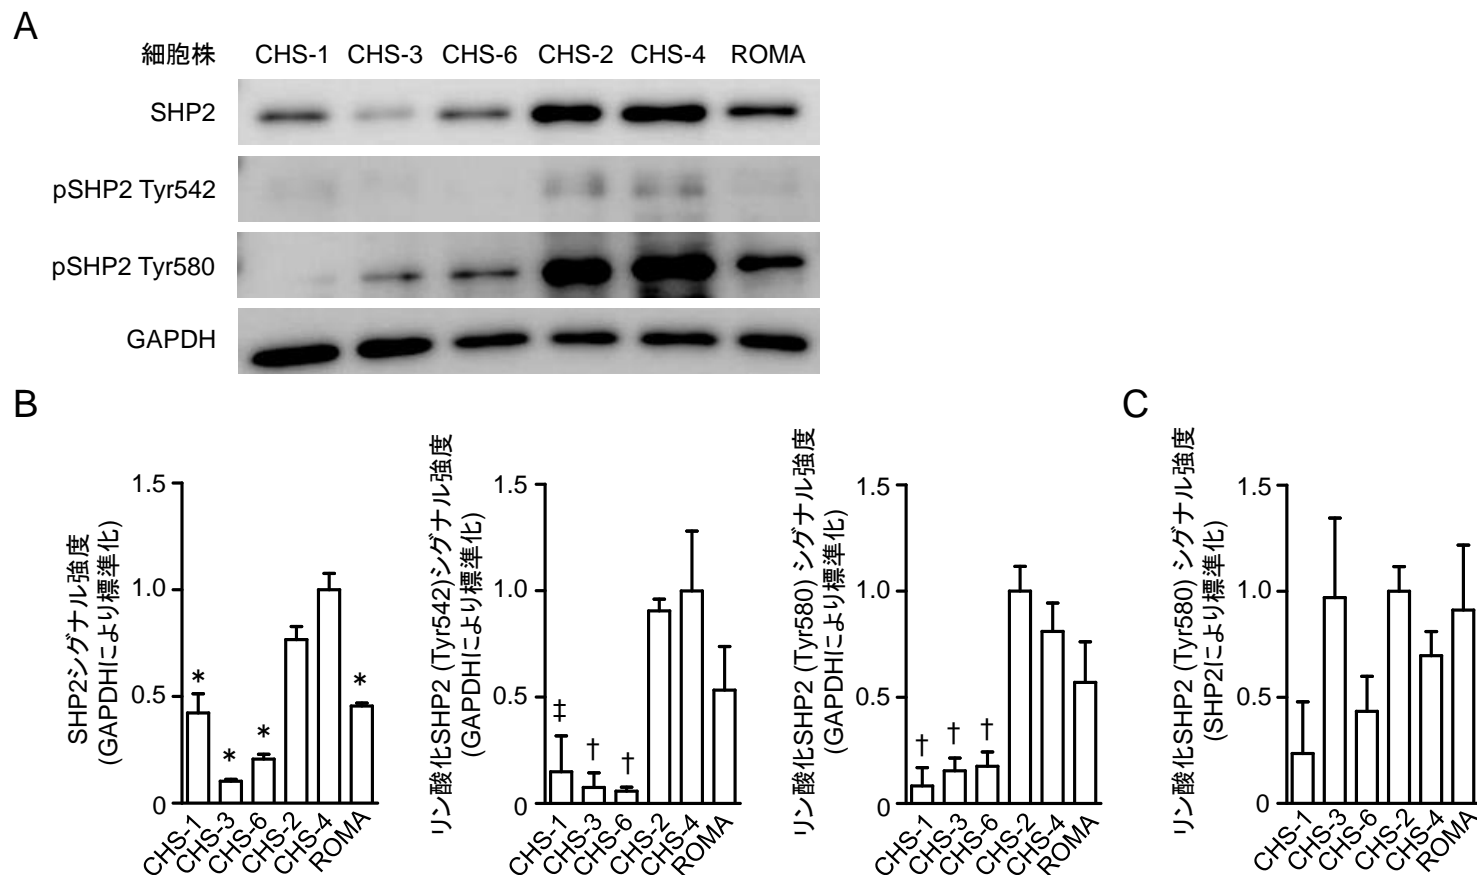 A
細胞株 CHS-1 CHS-3 CHS-6 CHS-2 CHS-4 ROMA
SHP2
pSHP2 Tyr542
pSHP2 Tyr580
GAPDH
B
SHP2シグナル強度
(GAPDHにより標準化)
1.5
1.0
0.5
0
* * * *
CHS-1 CHS-3 CHS-6 CHS-2 CHS-4 ROMA
リン酸化SHP2 (Tyr542)シグナル強度
(GAPDHにより標準化)
1.5
1.0
0.5
0
‡ † †
CHS-1 CHS-3 CHS-6 CHS-2 CHS-4 ROMA
リン酸化SHP2 (Tyr580) シグナル強度
(GAPDHにより標準化)
1.5
1.0
0.5
0
† † †
CHS-1 CHS-3 CHS-6 CHS-2 CHS-4 ROMA
C
リン酸化SHP2 (Tyr580) シグナル強度
(SHP2により標準化)
1.5
1.0
0.5
0
CHS-1 CHS-3 CHS-6 CHS-2 CHS-4 ROMA